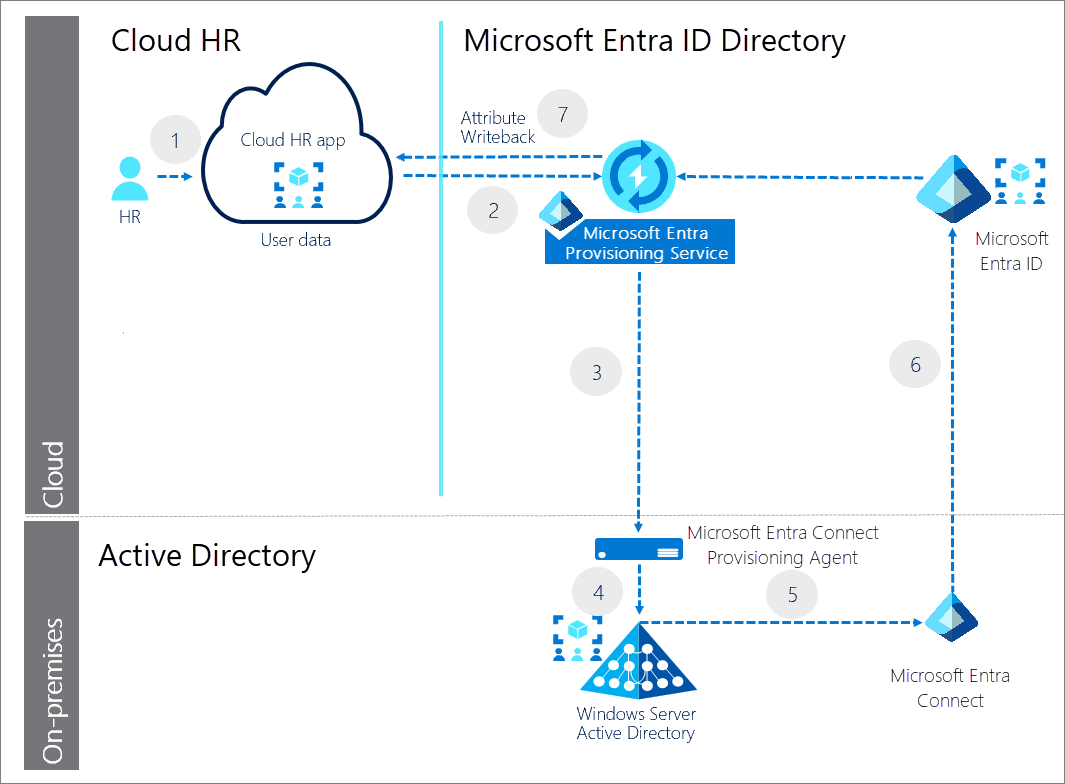 Cloud HR
Microsoft Entra ID Directory
Attribute
Writeback
7
1
Cloud HR app
HR
User data
2
Microsoft Entra
Provisioning Service
Microsoft
Entra ID
3
6
Cloud
Active Directory
Microsoft Entra Connect
Provisioning Agent
4
5
On-premises
Windows Server
Active Directory
Microsoft Entra
Connect